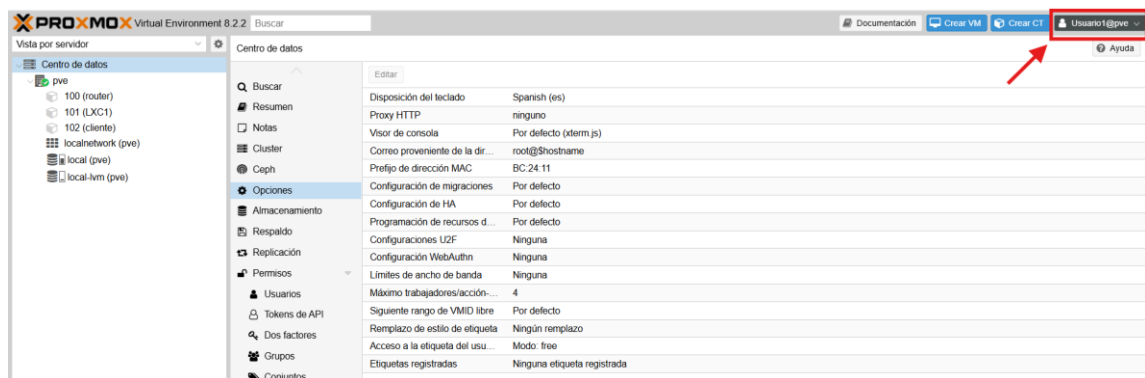 PROXMOX Virtual Environment 8.2.2 Buscar Documentación Crear VM Crear CT Usuario1@pve
Vista por servidor Centro de datos Ayuda
Centro de datos
pve
100 (router)
101 (LXC1)
102 (cliente)
localnetwork (pve)
local (pve)
local-lvm (pve)
Buscar
Resumen
Notas
Cluster
Ceph
Opciones
Almacenamiento
Respaldo
Replicación
Permisos
Usuarios
Tokens de API
Dos factores
Grupos
Conjuntos
Editar
Disposición del teclado Spanish (es)
Proxy HTTP ninguno
Visor de consola Por defecto (xterm.js)
Correo proveniente de la dir... root@$hostname
Prefijo de dirección MAC BC:24:11
Configuración de migraciones Por defecto
Configuración de HA Por defecto
Programación de recursos d... Por defecto
Configuraciones U2F Ninguna
Configuración WebAuthn Ninguna
Límites de ancho de banda Ninguna
Máximo trabajadores/acción-... 4
Siguiente rango de VMID libre Por defecto
Remplazo de estilo de etiqueta Ningún remplazo
Acceso a la etiqueta del usu... Modo: free
Etiquetas registradas Ninguna etiqueta registrada